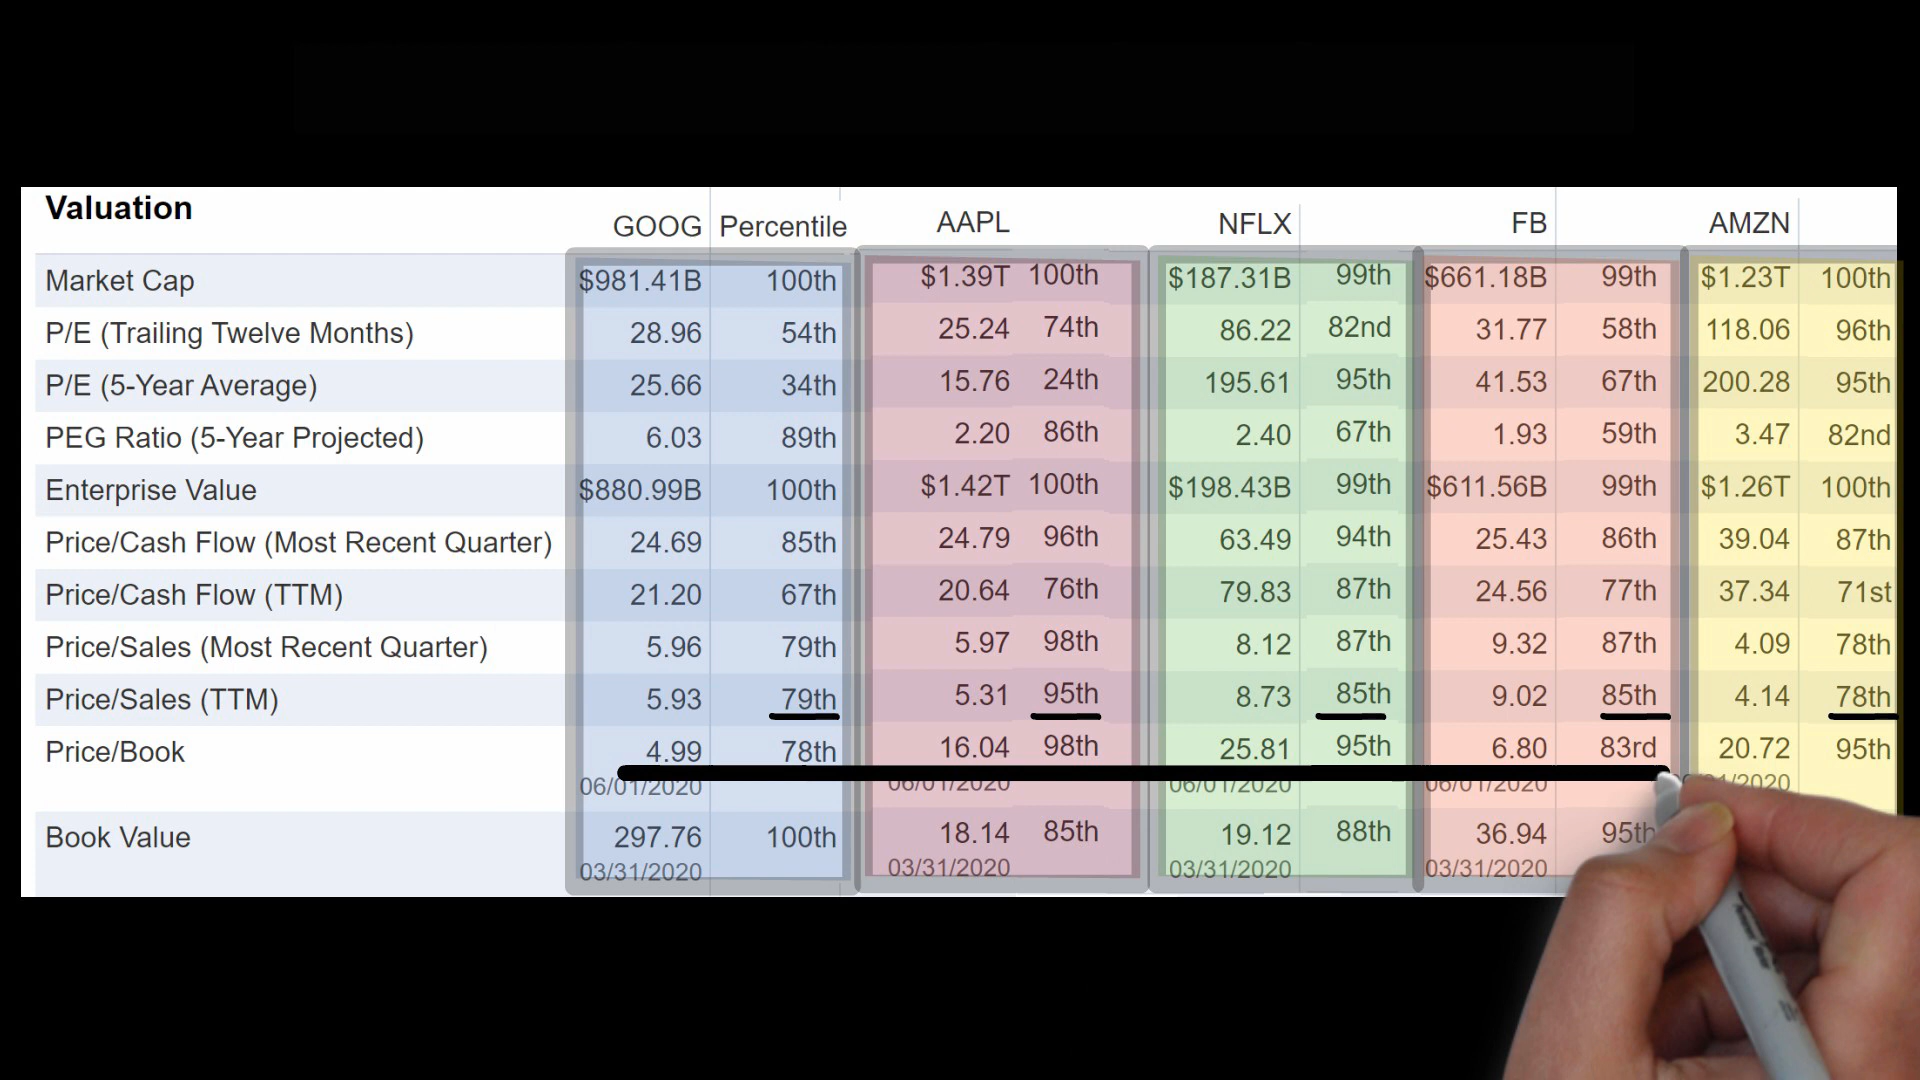 Valuation
GOOG Percentile AAPL NFLX FB AMZN
Market Cap $981.41B 100th $1.39T 100th $187.31B 99th $661.18B 99th $1.23T 100th
P/E (Trailing Twelve Months) 28.96 54th 25.24 74th 86.22 82nd 31.77 58th 118.06 96th
P/E (5-Year Average) 25.66 34th 15.76 24th 195.61 95th 41.53 67th 200.28 95th
PEG Ratio (5-Year Projected) 6.03 89th 2.20 86th 2.40 67th 1.93 59th 3.47 82nd
Enterprise Value $880.99B 100th $1.42T 100th $198.43B 99th $611.56B 99th $1.26T 100th
Price/Cash Flow (Most Recent Quarter) 24.69 85th 24.79 96th 63.49 94th 25.43 86th 39.04 87th
Price/Cash Flow (TTM) 21.20 67th 20.64 76th 79.83 87th 24.56 77th 37.34 71st
Price/Sales (Most Recent Quarter) 5.96 79th 5.97 98th 8.12 87th 9.32 87th 4.09 78th
Price/Sales (TTM) 5.93 79th 5.31 95th 8.73 85th 9.02 85th 4.14 78th
Price/Book 4.99 78th 16.04 98th 25.81 95th 6.80 83rd 20.72 95th
06/01/2020 06/01/2020 06/01/2020 06/01/2020
Book Value 297.76 100th 18.14 85th 19.12 88th 36.94 95th
03/31/2020 03/31/2020 03/31/2020 03/31/2020